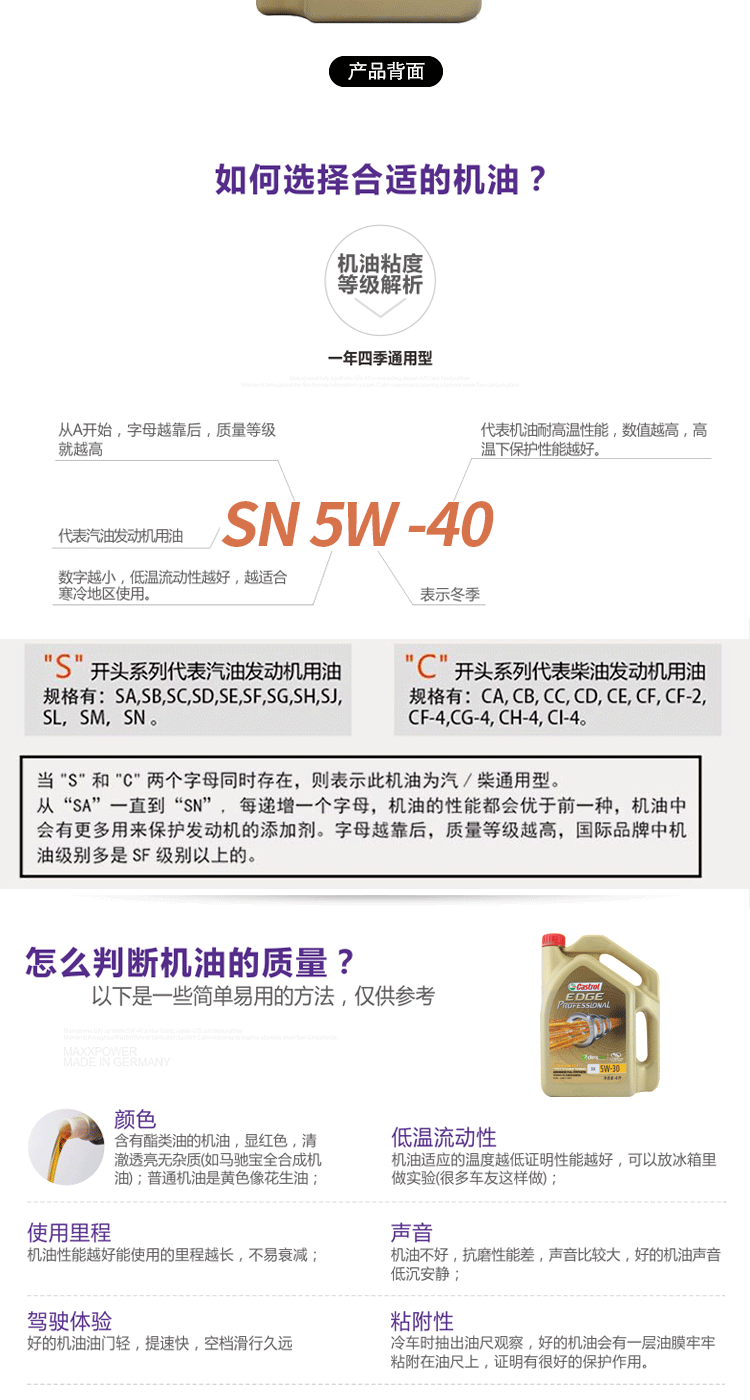 产品背面
如何选择合适的机油？
机油粘度
等级解析
一年四季通用型
从A开始，字母越靠后，质量等级
就越高
代表机油耐高温性能，数值越高，高
温下保护性能越好。
SN 5W -40
代表汽油发动机用油
数字越小，低温流动性越好，越适合
寒冷地区使用。
表示冬季
"S" 开头系列代表汽油发动机用油
规格有：SA,SB,SC,SD,SE,SF,SG,SH,SJ,
SL, SM, SN 。
"C" 开头系列代表柴油发动机用油
规格有：CA, CB, CC, CD, CE, CF, CF-2,
CF-4,CG-4, CH-4, CI-4。
当 "S" 和 "C" 两个字母同时存在，则表示此机油为汽 / 柴通用型。
从 “SA” 一直到 “SN”，每递增一个字母，机油的性能都会优于前一种，机油中
会有更多用来保护发动机的添加剂。字母越靠后，质量等级越高，国际品牌中机
油级别多是 SF 级别以上的。
怎么判断机油的质量？
以下是一些简单易用的方法，仅供参考
MAXXPOWER
MADE IN GERMANY
Castrol
EDGE
PROFESSIONAL
5W-30
颜色
含有酯类油的机油，显红色，清
澈透亮无杂质(如马驰宝全合成机
油)；普通机油是黄色像花生油；
低温流动性
机油适应的温度越低证明性能越好，可以放冰箱里
做实验(很多车友这样做)；
使用里程
机油性能越好能使用的里程越长，不易衰减；
声音
机油不好，抗磨性能差，声音比较大，好的机油声音
低沉安静；
驾驶体验
好的机油油门轻，提速快，空档滑行久远
粘附性
冷车时抽出油尺观察，好的机油会有一层油膜牢牢
粘附在油尺上，证明有很好的保护作用。